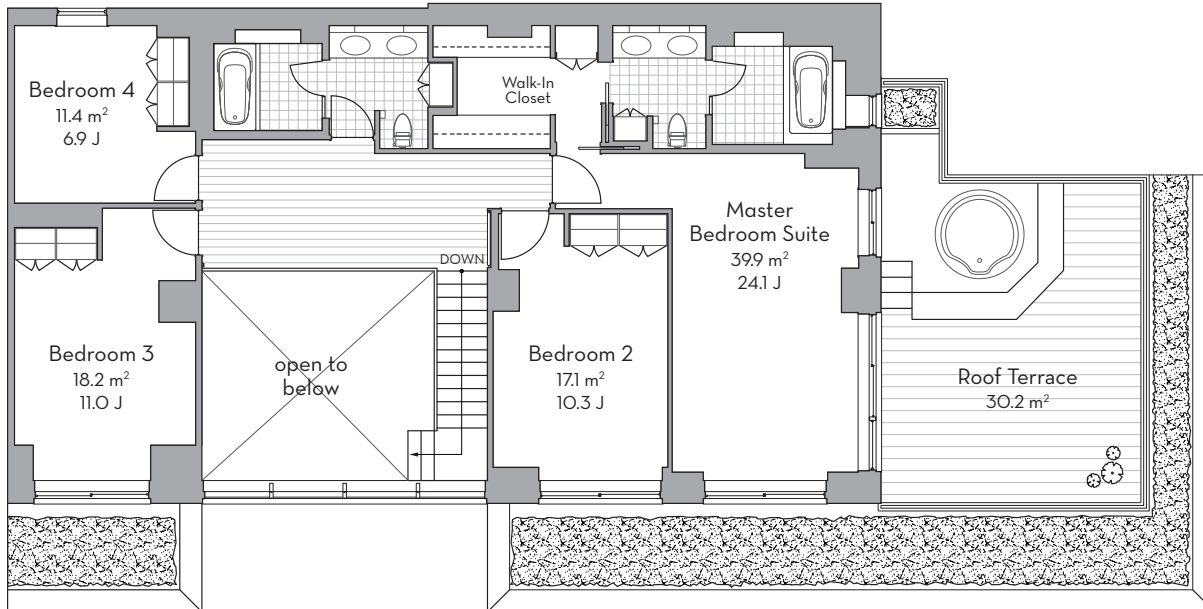 Bedroom 4
11.4 m²
6.9 J
Walk-In
Closet
Master
Bedroom Suite
39.9 m²
24.1 J
DOWN
Bedroom 3
18.2 m²
11.0 J
open to
below
Bedroom 2
17.1 m²
10.3 J
Roof Terrace
30.2 m²